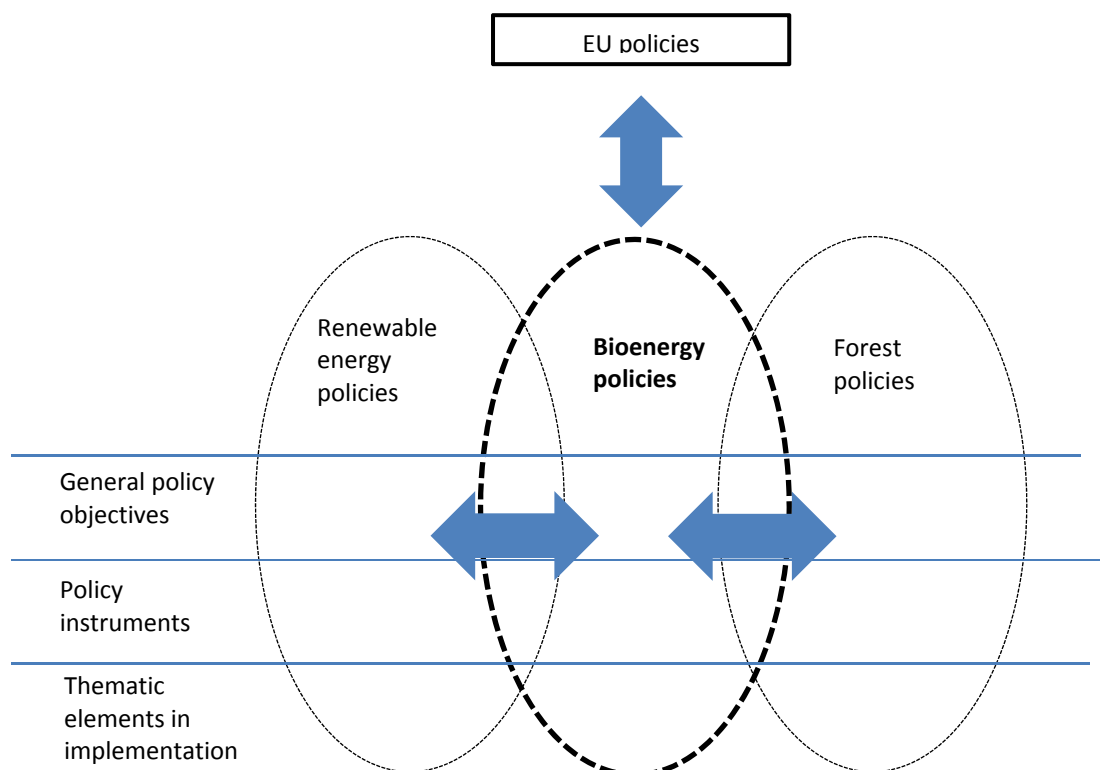 EU policies
Renewable
energy
policies
Bioenergy
policies
Forest
policies
General policy
objectives
Policy
instruments
Thematic
elements in
implementation